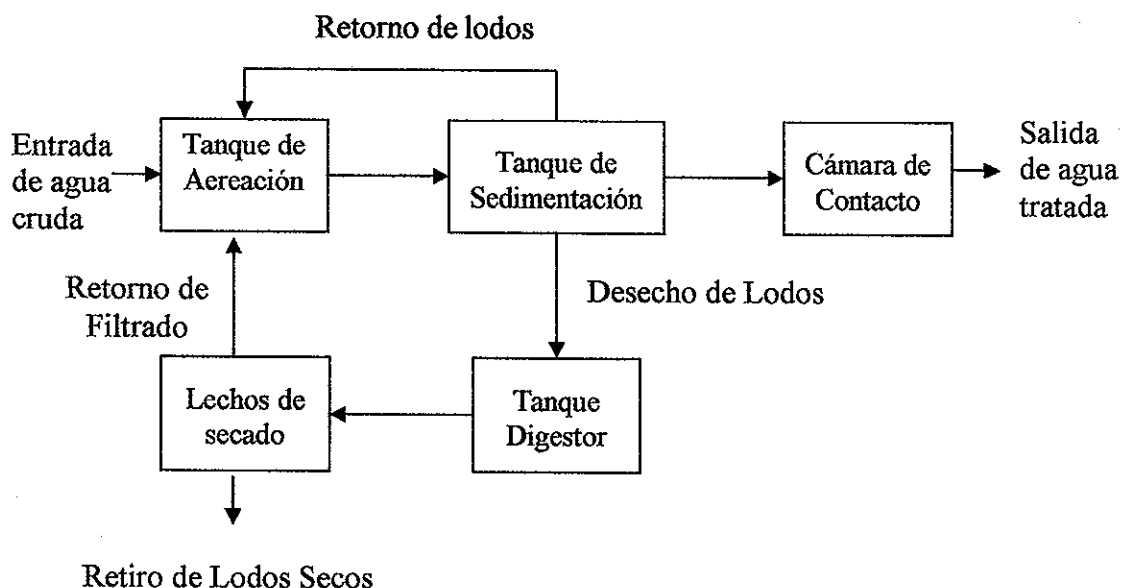 Retorno de lodos
Entrada
de agua
cruda
Tanque de
Aereación
Tanque de
Sedimentación
Cámara de
Contacto
Salida
de agua
tratada
Retorno de
Filtrado
Desecho de Lodos
Lechos de
secado
Tanque
Digestor
Retiro de Lodos Secos